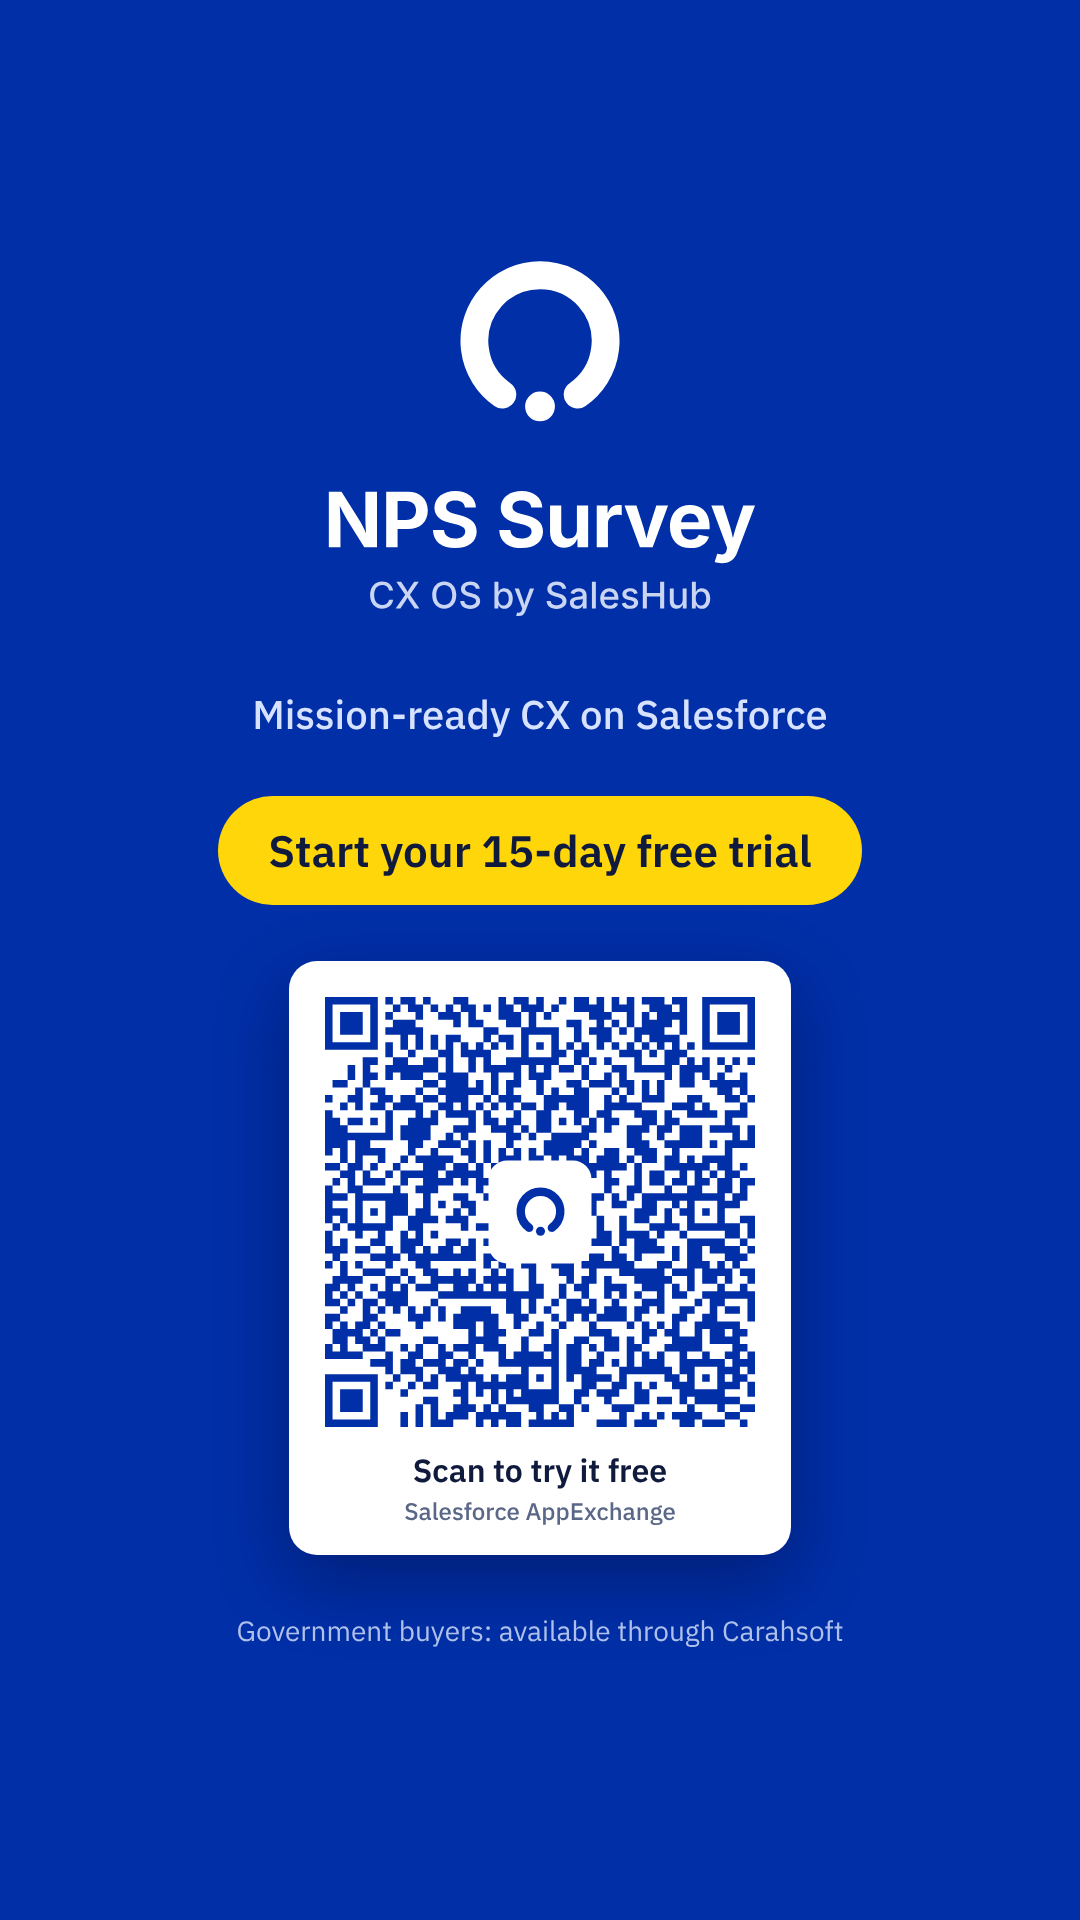 NPS Survey
CX OS by SalesHub
Mission-ready CX on Salesforce
Start your 15-day free trial
Scan to try it free
Salesforce AppExchange
Government buyers: available through Carahsoft